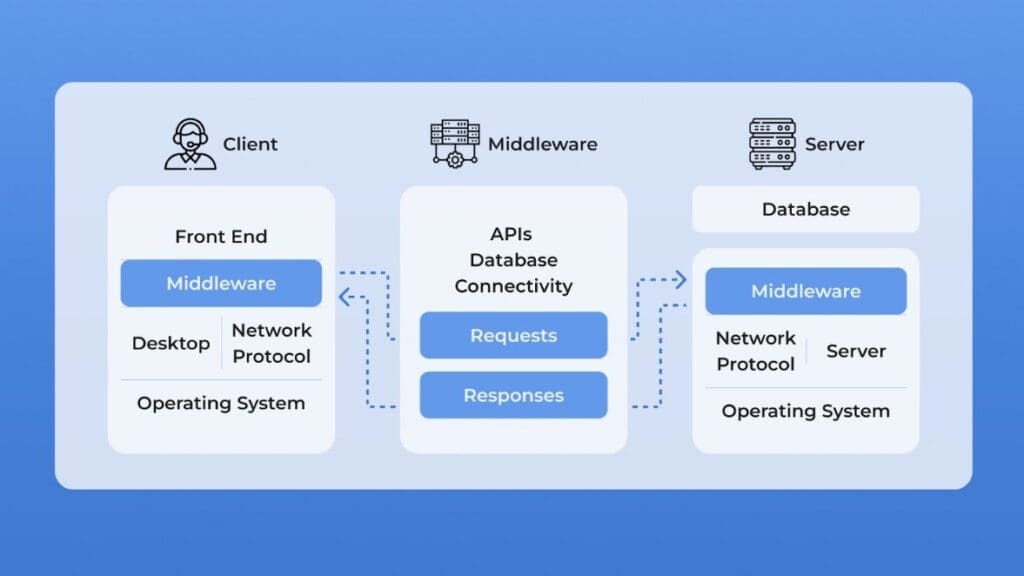 Client
Front End
Middleware
Desktop
Network
Protocol
Operating System
Middleware
APIs
Database
Connectivity
Requests
Responses
Server
Database
Middleware
Network
Protocol
Server
Operating System